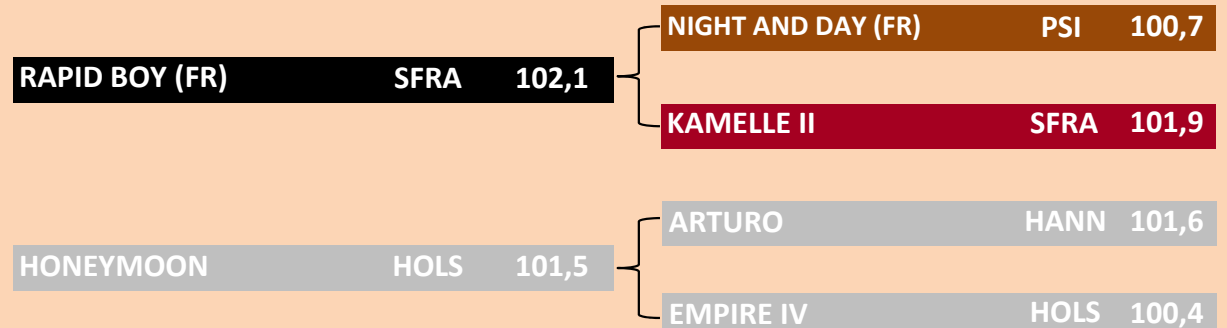 NIGHT AND DAY (FR) PSI 100,7
RAPID BOY (FR) SFRA 102,1
KAMELLE II SFRA 101,9
ARTURO HANN 101,6
HONEYMOON HOLS 101,5
EMPIRE IV HOLS 100,4